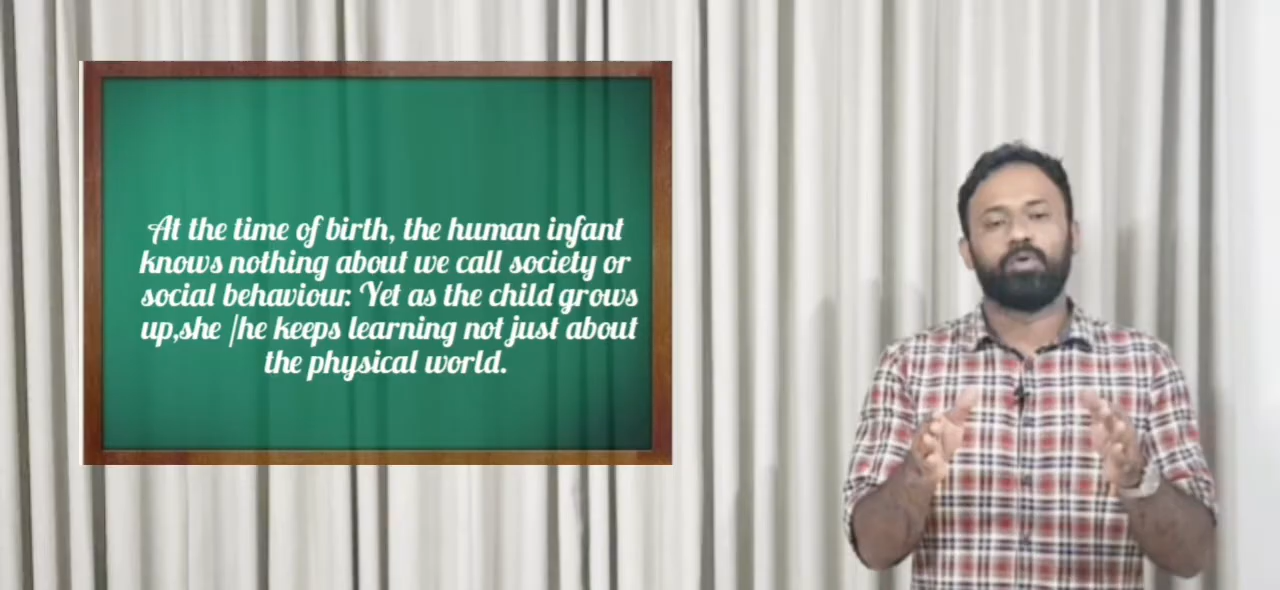 At the time of birth, the human infant
knows nothing about we call society or
social behaviour. Yet as the child grows
up,she /he keeps learning not just about
the physical world.